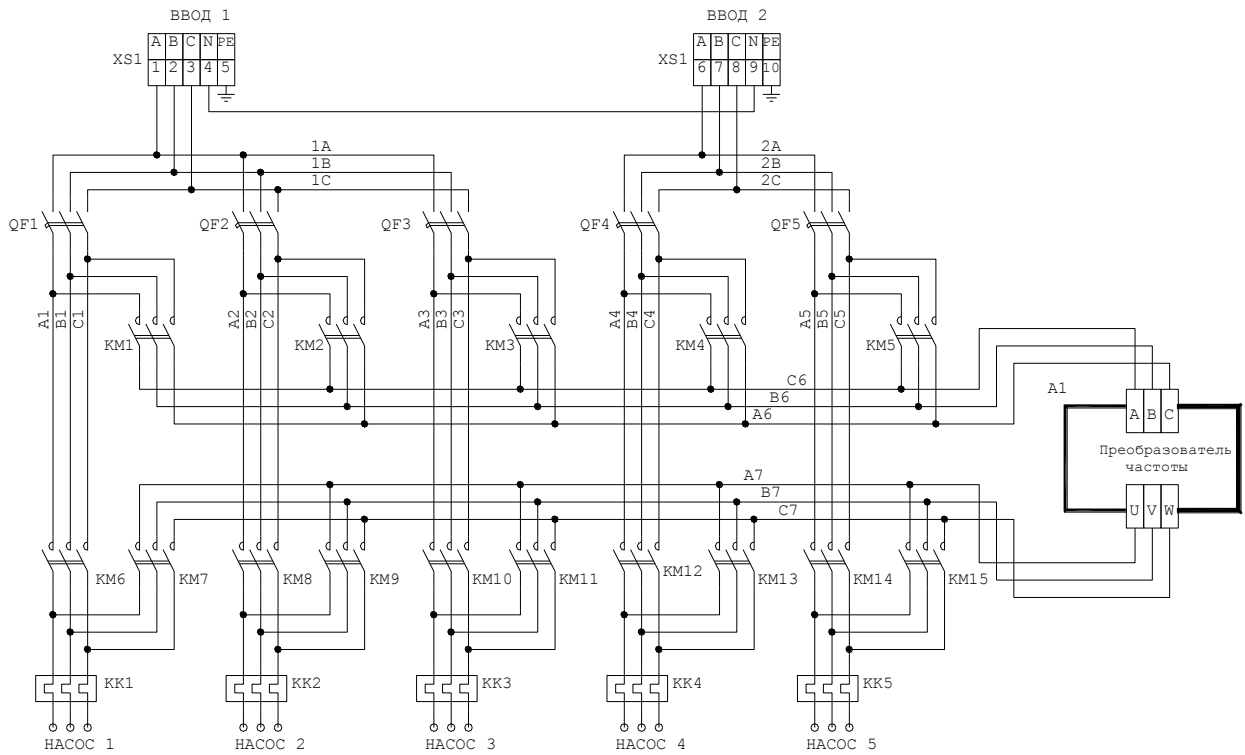 ВВОД 1 ВВОД 2
A B C N PE A B C N PE
XS1 XS1
1 2 3 4 5 6 7 8 9 10
1A 2A
1B 2B
1C 2C
QF1 QF2 QF3 QF4 QF5
A1 B1 C1 A2 B2 C2 A3 B3 C3 A4 B4 C4 A5 B5 C5
KM1 KM2 KM3 KM4 KM5
C6
B6
A6
A1
A B C
Преобразователь
частоты
A7
B7
C7
U V W
KM6 KM7 KM8 KM9 KM10 KM11 KM12 KM13 KM14 KM15
KK1 KK2 KK3 KK4 KK5
НАСОС 1 НАСОС 2 НАСОС 3 НАСОС 4 НАСОС 5